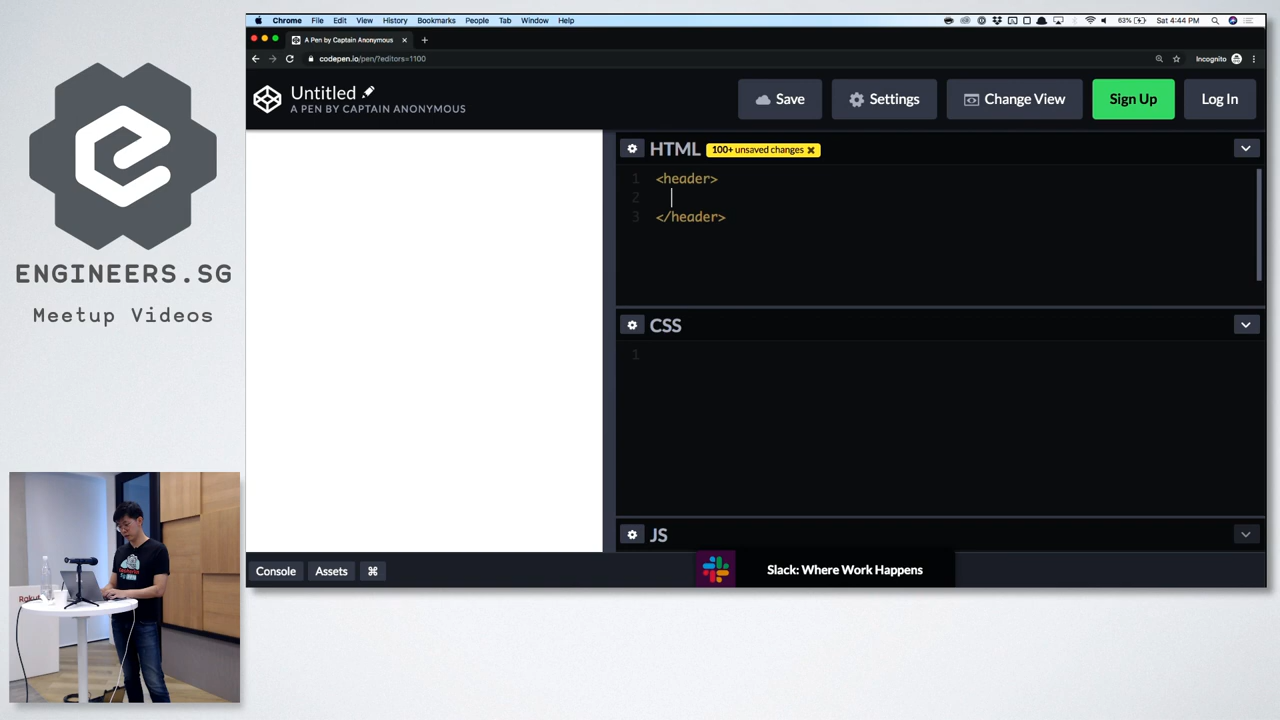 Chrome File Edit View History Bookmarks People Tab Window Help
63% Sat 4:44 PM
A Pen by Captain Anonymous
codepen.io/pen/?editors=1100
Incognito
Untitled
A PEN BY CAPTAIN ANONYMOUS
Save
Settings
Change View
Sign Up
Log In
HTML
100+ unsaved changes
1 <header>
2
3 </header>
CSS
1
JS
Console
Assets
⌘
Slack: Where Work Happens
ENGINEERS.SG
Meetup Videos